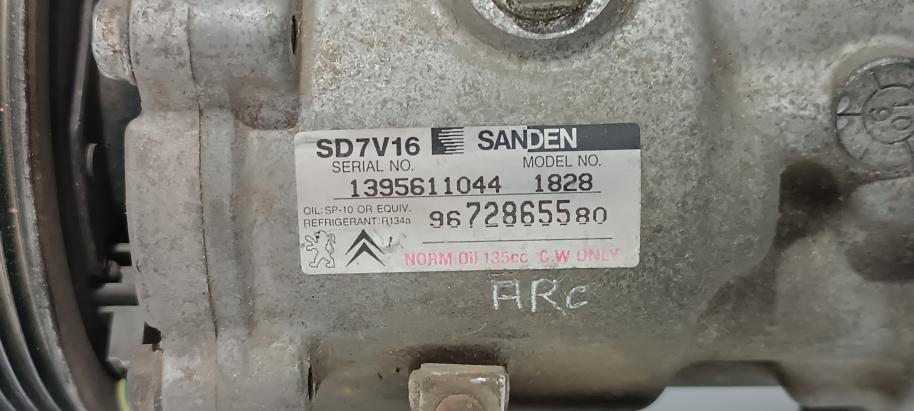 SD7V16 SANDEN
SERIAL NO. MODEL NO.
1395611044 1828
OIL:SP-10 OR EQUIV.
REFRIGERANT:R134a
9672865580
NORM Oil 135cc C.W ONLY
ARC